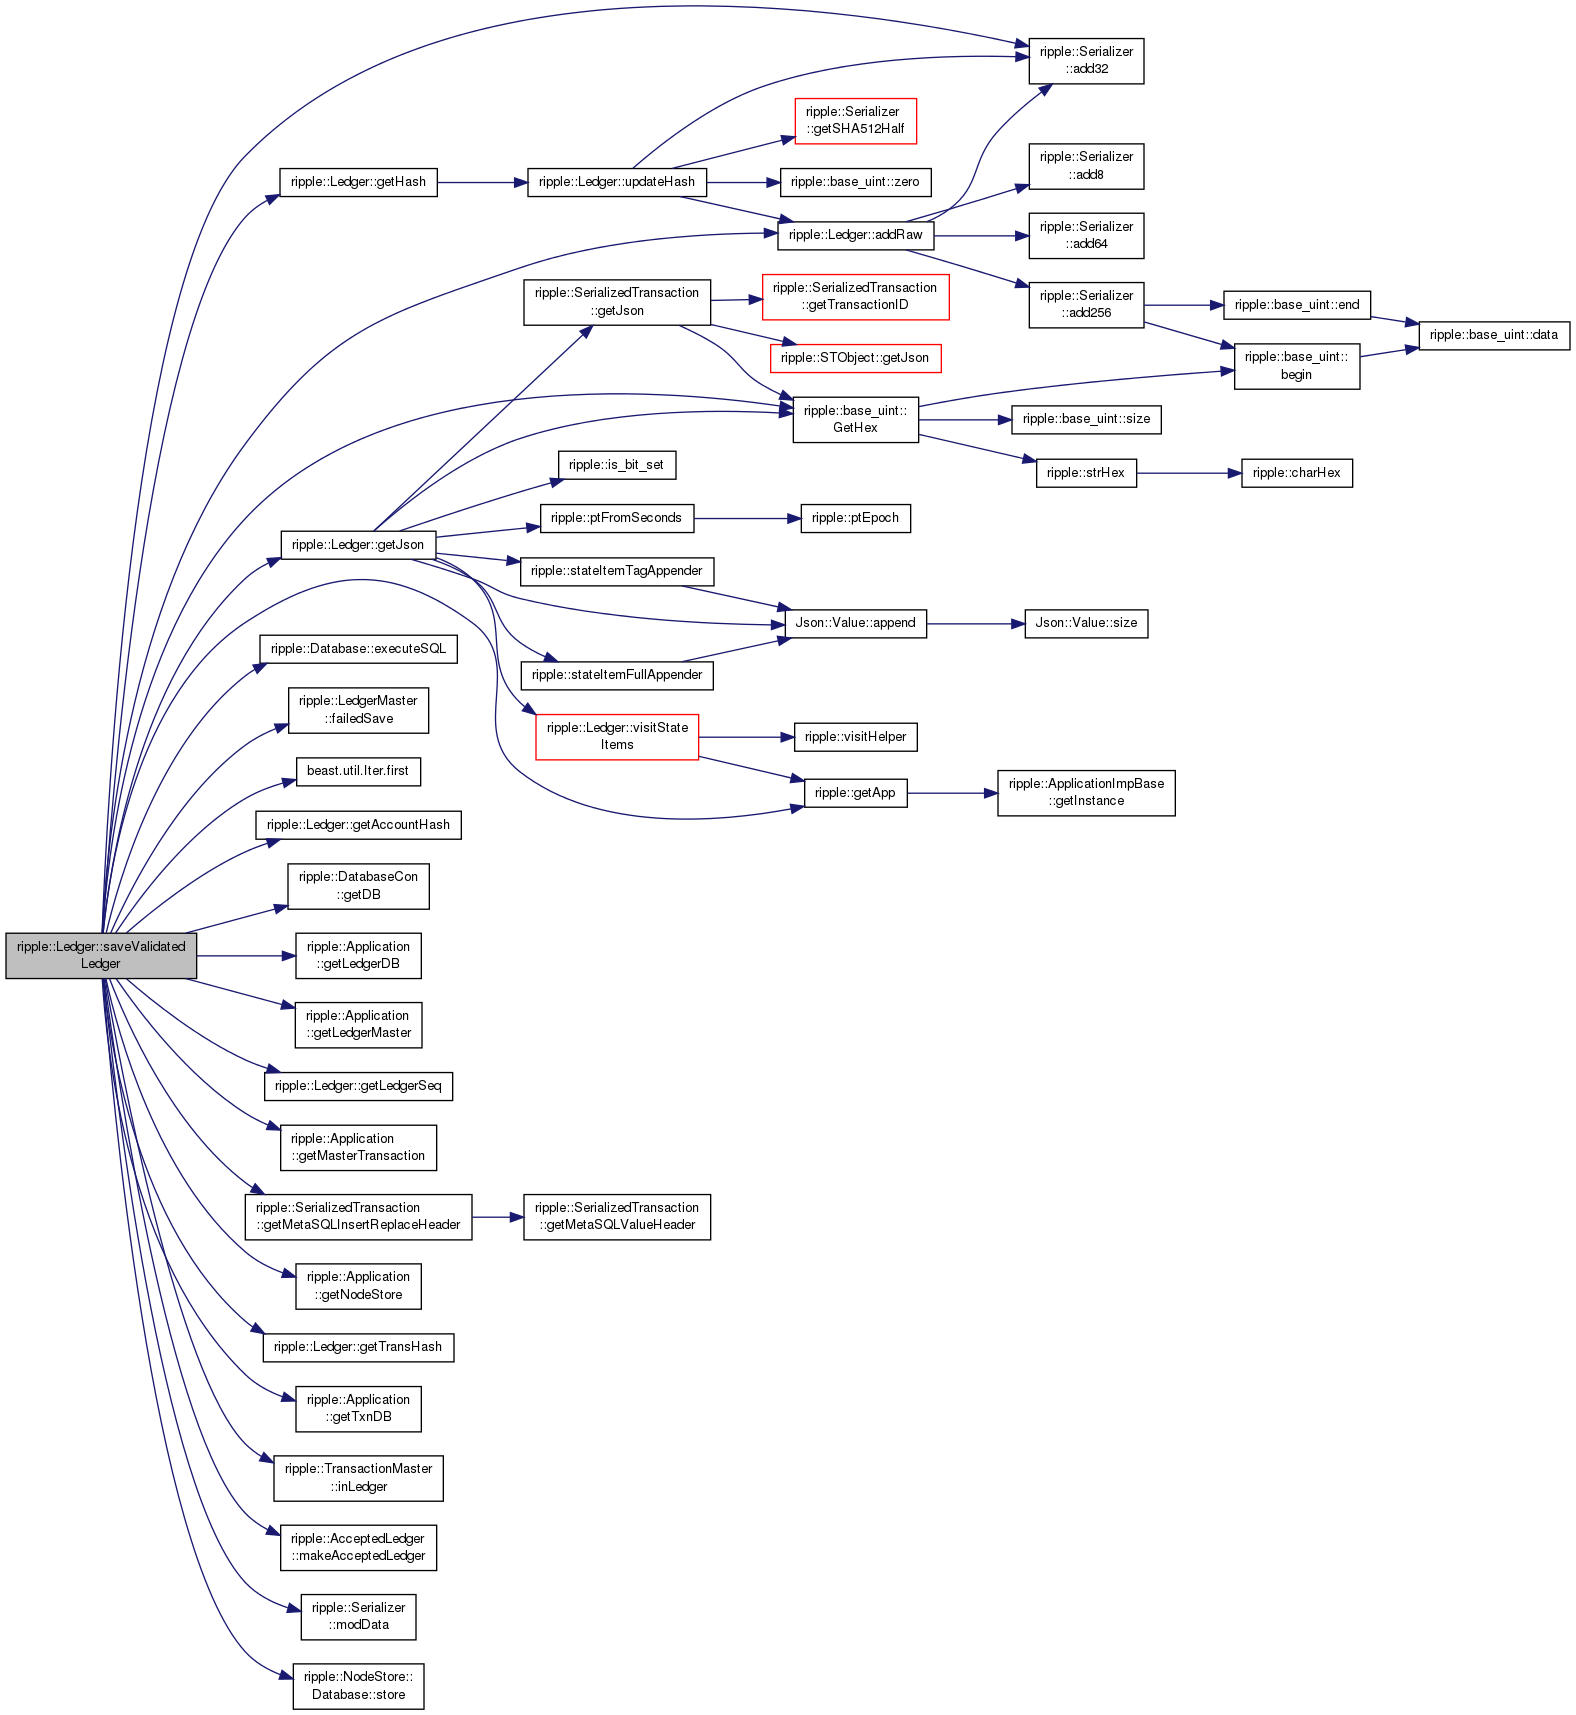 ripple::Serializer
::add32
ripple::Serializer
::getSHA512Half
ripple::Serializer
::add8
ripple::Ledger::getHash
ripple::Ledger::updateHash
ripple::base_uint::zero
ripple::Ledger::addRaw
ripple::Serializer
::add64
ripple::SerializedTransaction
::getJson
ripple::SerializedTransaction
::getTransactionID
ripple::Serializer
::add256
ripple::base_uint::end
ripple::base_uint::data
ripple::STObject::getJson
ripple::base_uint::
begin
ripple::base_uint::
GetHex
ripple::base_uint::size
ripple::is_bit_set
ripple::strHex
ripple::charHex
ripple::ptFromSeconds
ripple::ptEpoch
ripple::Ledger::getJson
ripple::stateItemTagAppender
Json::Value::append
Json::Value::size
ripple::Database::executeSQL
ripple::stateItemFullAppender
ripple::LedgerMaster
::failedSave
ripple::Ledger::visitState
Items
ripple::visitHelper
beast.util.Iter.first
ripple::getApp
ripple::ApplicationImpBase
::getInstance
ripple::Ledger::getAccountHash
ripple::DatabaseCon
::getDB
ripple::Ledger::saveValidated
Ledger
ripple::Application
::getLedgerDB
ripple::Application
::getLedgerMaster
ripple::Ledger::getLedgerSeq
ripple::Application
::getMasterTransaction
ripple::SerializedTransaction
::getMetaSQLInsertReplaceHeader
ripple::SerializedTransaction
::getMetaSQLValueHeader
ripple::Application
::getNodeStore
ripple::Ledger::getTransHash
ripple::Application
::getTxnDB
ripple::TransactionMaster
::inLedger
ripple::AcceptedLedger
::makeAcceptedLedger
ripple::Serializer
::modData
ripple::NodeStore::
Database::store